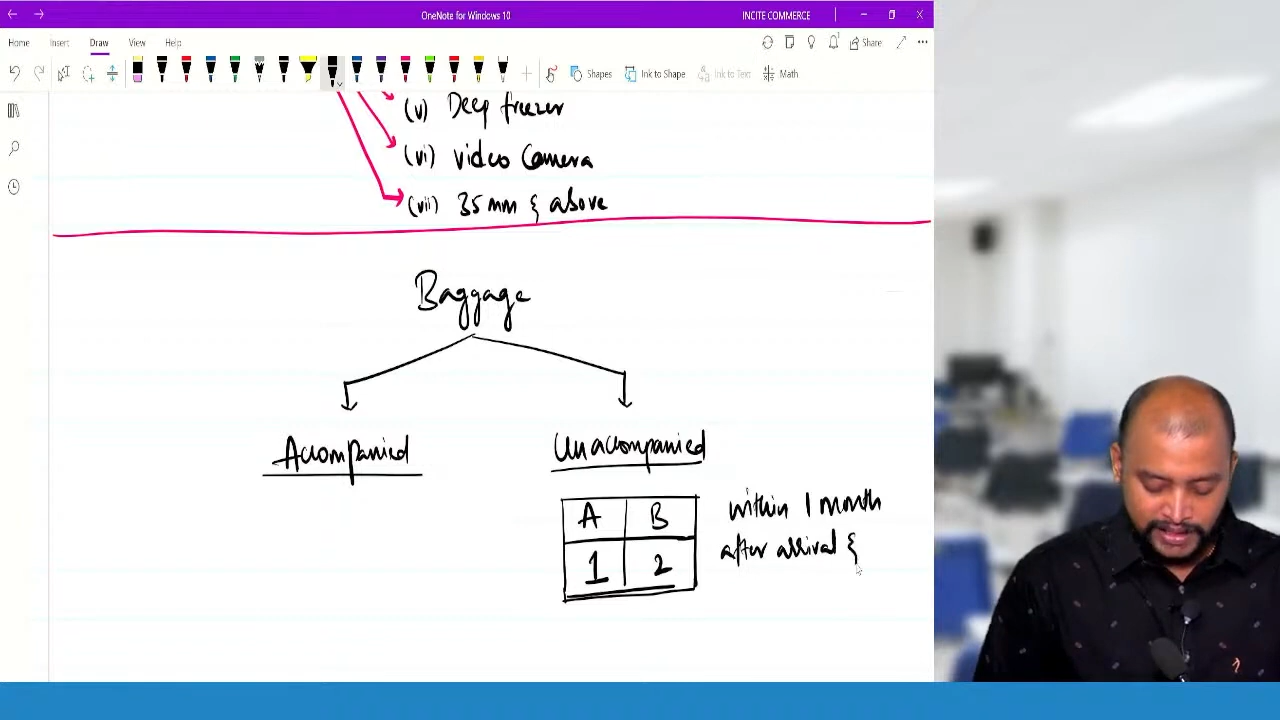 OneNote for Windows 10
INCITE COMMERCE
Home Insert Draw View Help
Share
Shapes Ink to Shape Ink to Text Math
(v) Deep freezer
(vi) video Camera
(vii) 35 mm & above
Baggage
Accompanied
Unaccompanied
A B
1 2
within 1 month
after arrival &